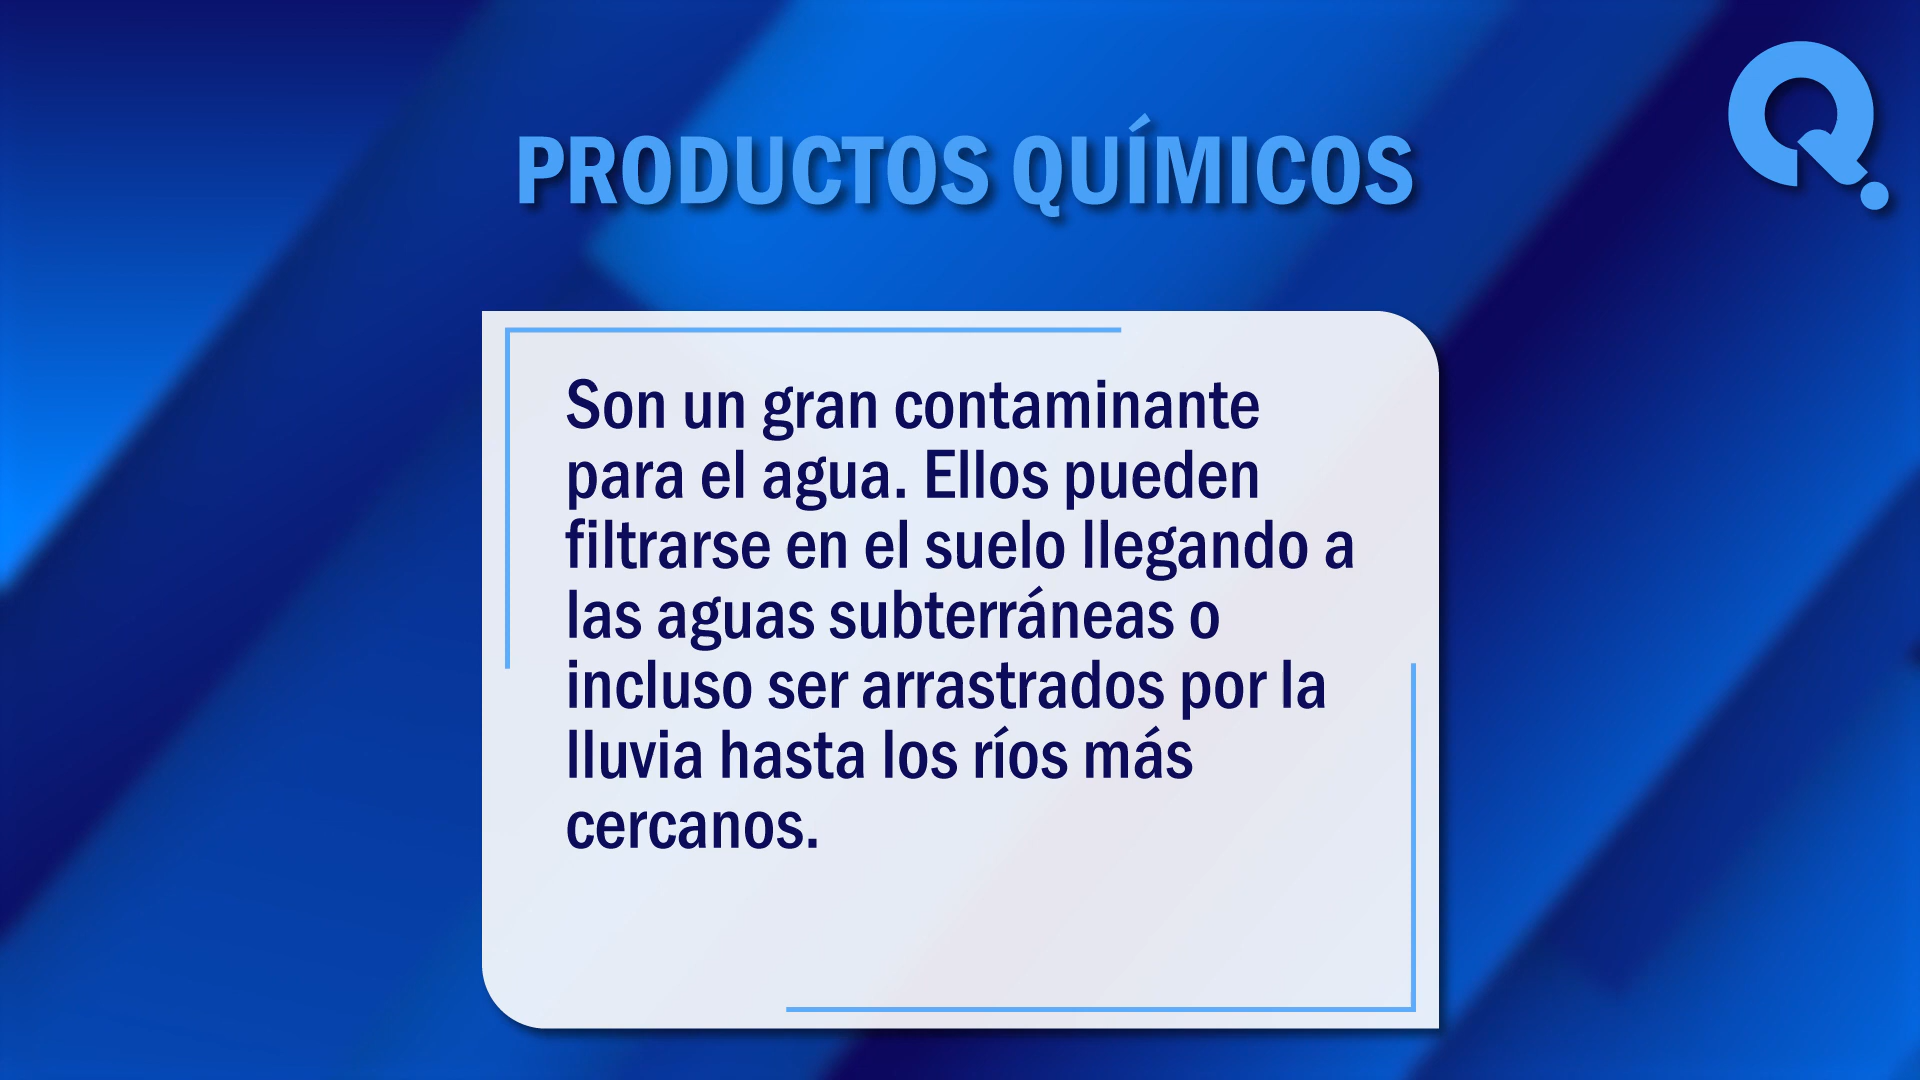 PRODUCTOS QUÍMICOS
Son un gran contaminante
para el agua. Ellos pueden
filtrarse en el suelo llegando a
las aguas subterráneas o
incluso ser arrastrados por la
lluvia hasta los ríos más
cercanos.